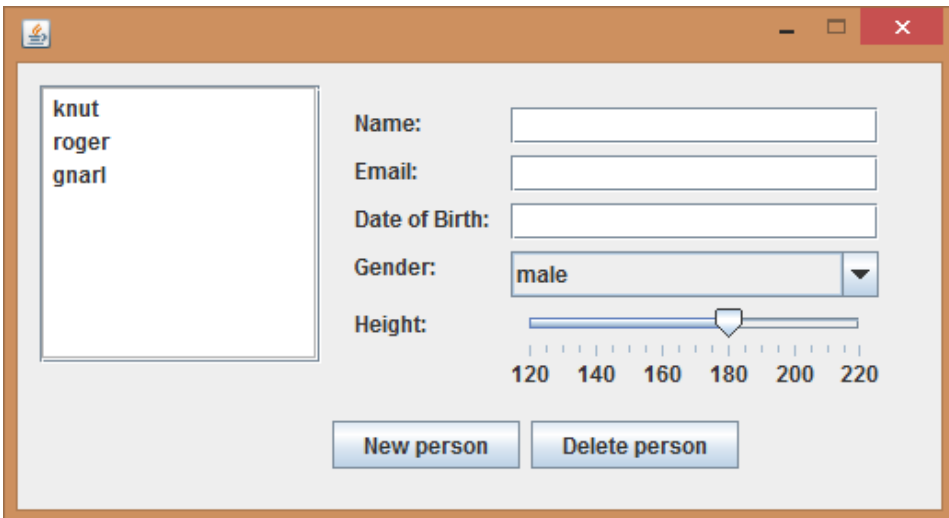 knut
roger
gnarl
Name:
Email:
Date of Birth:
Gender:
male
Height:
120 140 160 180 200 220
New person
Delete person